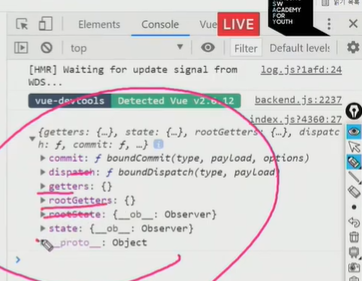 SW
ACADEMY
FOR
YOUTH
Elements Console Vue LIVE
top Filter Default level
[HMR] Waiting for update signal from log.js?1afd:24
WDS...
vue-devtools Detected Vue v2.6.12 backend.js:2237
index.js?4360:27
{getters: {…}, state: {…}, rootGetters: {…}, dispatc
h: ƒ, commit: ƒ, …} i
commit: ƒ boundCommit(type, payload, options)
dispatch: ƒ boundDispatch(type, payload)
getters: {}
rootGetters: {}
rootState: {__ob__: Observer}
state: {__ob__: Observer}
__proto__: Object